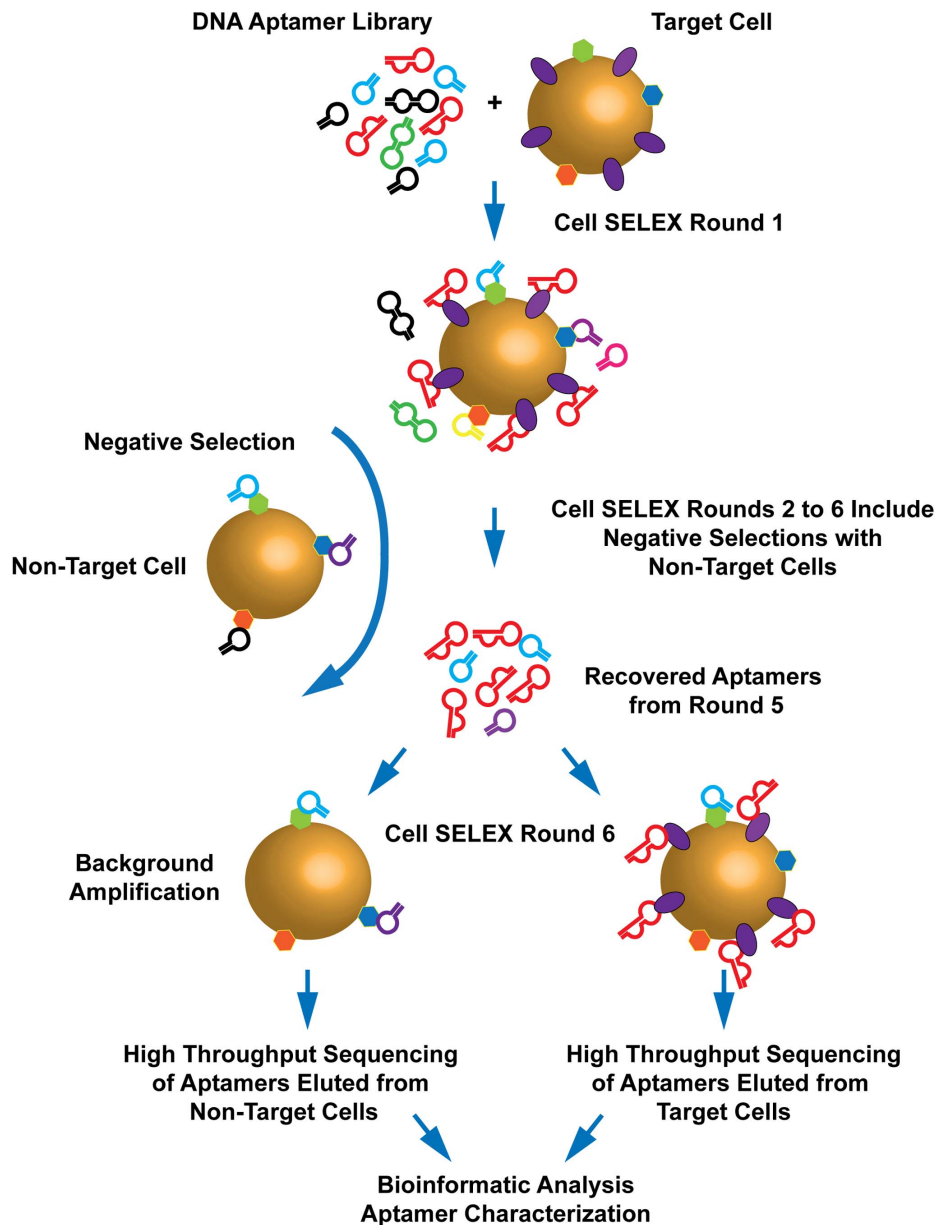 DNA Aptamer Library
Target Cell
+
Cell SELEX Round 1
Negative Selection
Non-Target Cell
Cell SELEX Rounds 2 to 6 Include
Negative Selections with
Non-Target Cells
Recovered Aptamers
from Round 5
Cell SELEX Round 6
Background
Amplification
High Throughput Sequencing
of Aptamers Eluted from
Non-Target Cells
High Throughput Sequencing
of Aptamers Eluted from
Target Cells
Bioinformatic Analysis
Aptamer Characterization